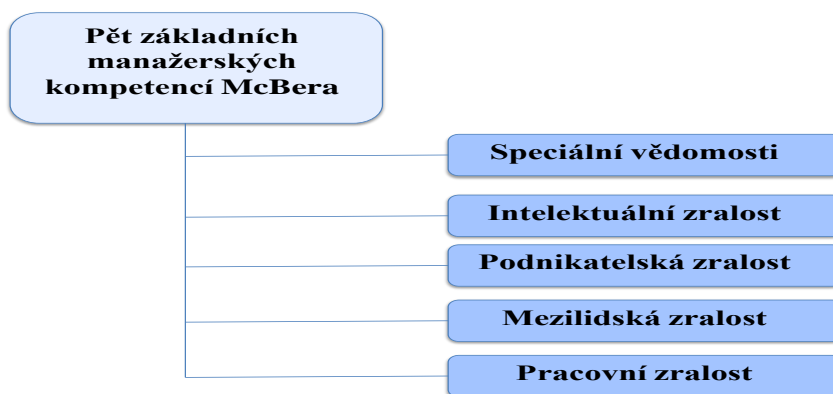 Pět základních
manažerských
kompetencí McBera
Speciální vědomosti
Intelektuální zralost
Podnikatelská zralost
Mezilidská zralost
Pracovní zralost